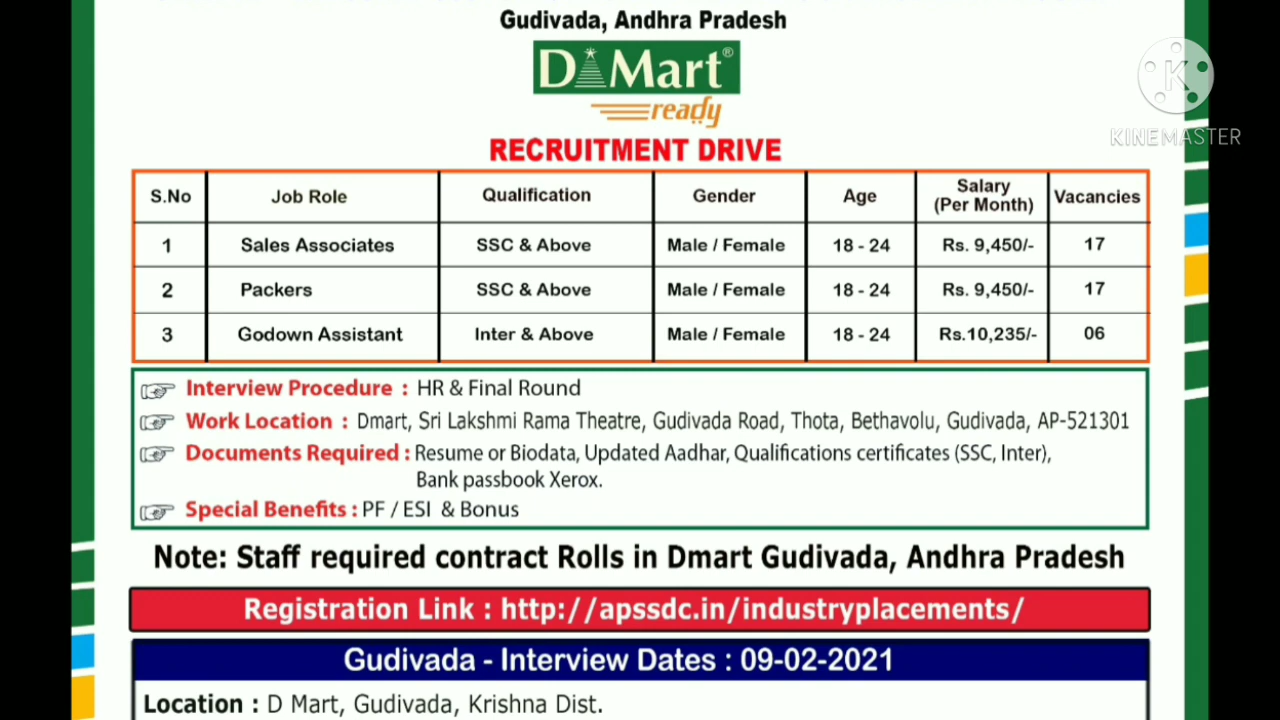 Gudivada, Andhra Pradesh
D Mart®
ready
KINEMASTER
RECRUITMENT DRIVE
S.No Job Role Qualification Gender Age Salary (Per Month) Vacancies
1 Sales Associates SSC & Above Male / Female 18 - 24 Rs. 9,450/- 17
2 Packers SSC & Above Male / Female 18 - 24 Rs. 9,450/- 17
3 Godown Assistant Inter & Above Male / Female 18 - 24 Rs.10,235/- 06
Interview Procedure : HR & Final Round
Work Location : Dmart, Sri Lakshmi Rama Theatre, Gudivada Road, Thota, Bethavolu, Gudivada, AP-521301
Documents Required : Resume or Biodata, Updated Aadhar, Qualifications certificates (SSC, Inter),
Bank passbook Xerox.
Special Benefits : PF / ESI & Bonus
Note: Staff required contract Rolls in Dmart Gudivada, Andhra Pradesh
Registration Link : http://apssdc.in/industryplacements/
Gudivada - Interview Dates : 09-02-2021
Location : D Mart, Gudivada, Krishna Dist.